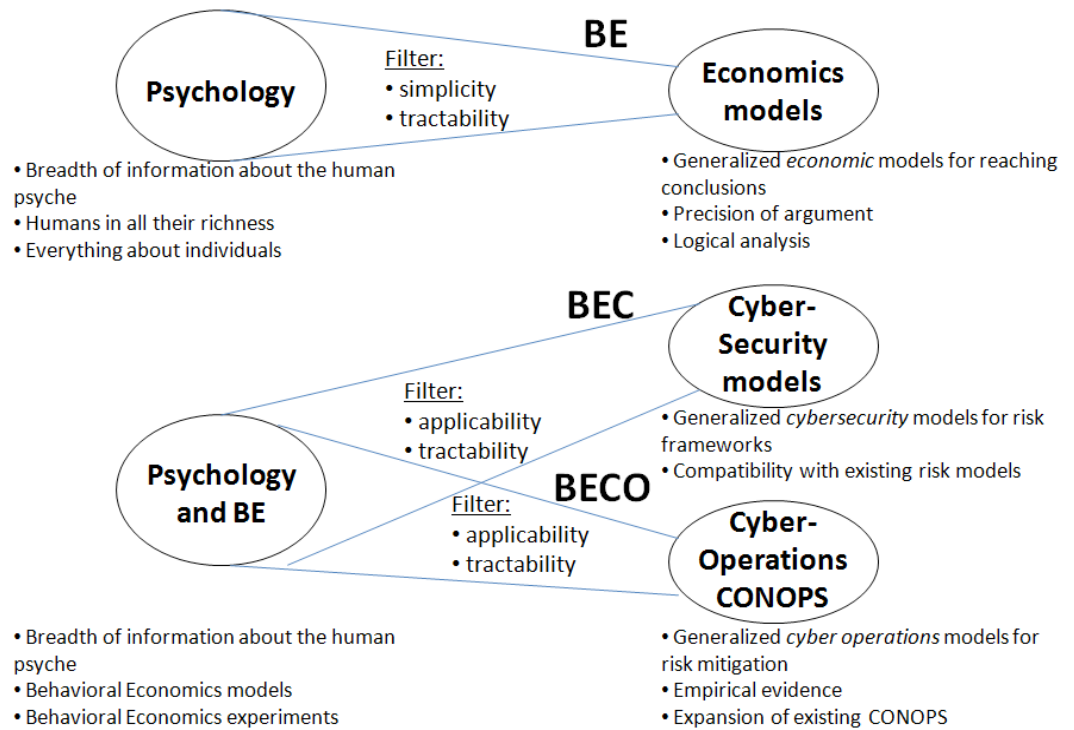 BE
Psychology
Filter:
• simplicity
• tractability
Economics
models
• Breadth of information about the human
psyche
• Humans in all their richness
• Everything about individuals
• Generalized economic models for reaching
conclusions
• Precision of argument
• Logical analysis
BEC
Cyber-
Security
models
Filter:
• applicability
• tractability
• Generalized cybersecurity models for risk
frameworks
• Compatibility with existing risk models
Psychology
and BE
BECO
Filter:
• applicability
• tractability
Cyber-
Operations
CONOPS
• Breadth of information about the human
psyche
• Behavioral Economics models
• Behavioral Economics experiments
• Generalized cyber operations models for
risk mitigation
• Empirical evidence
• Expansion of existing CONOPS